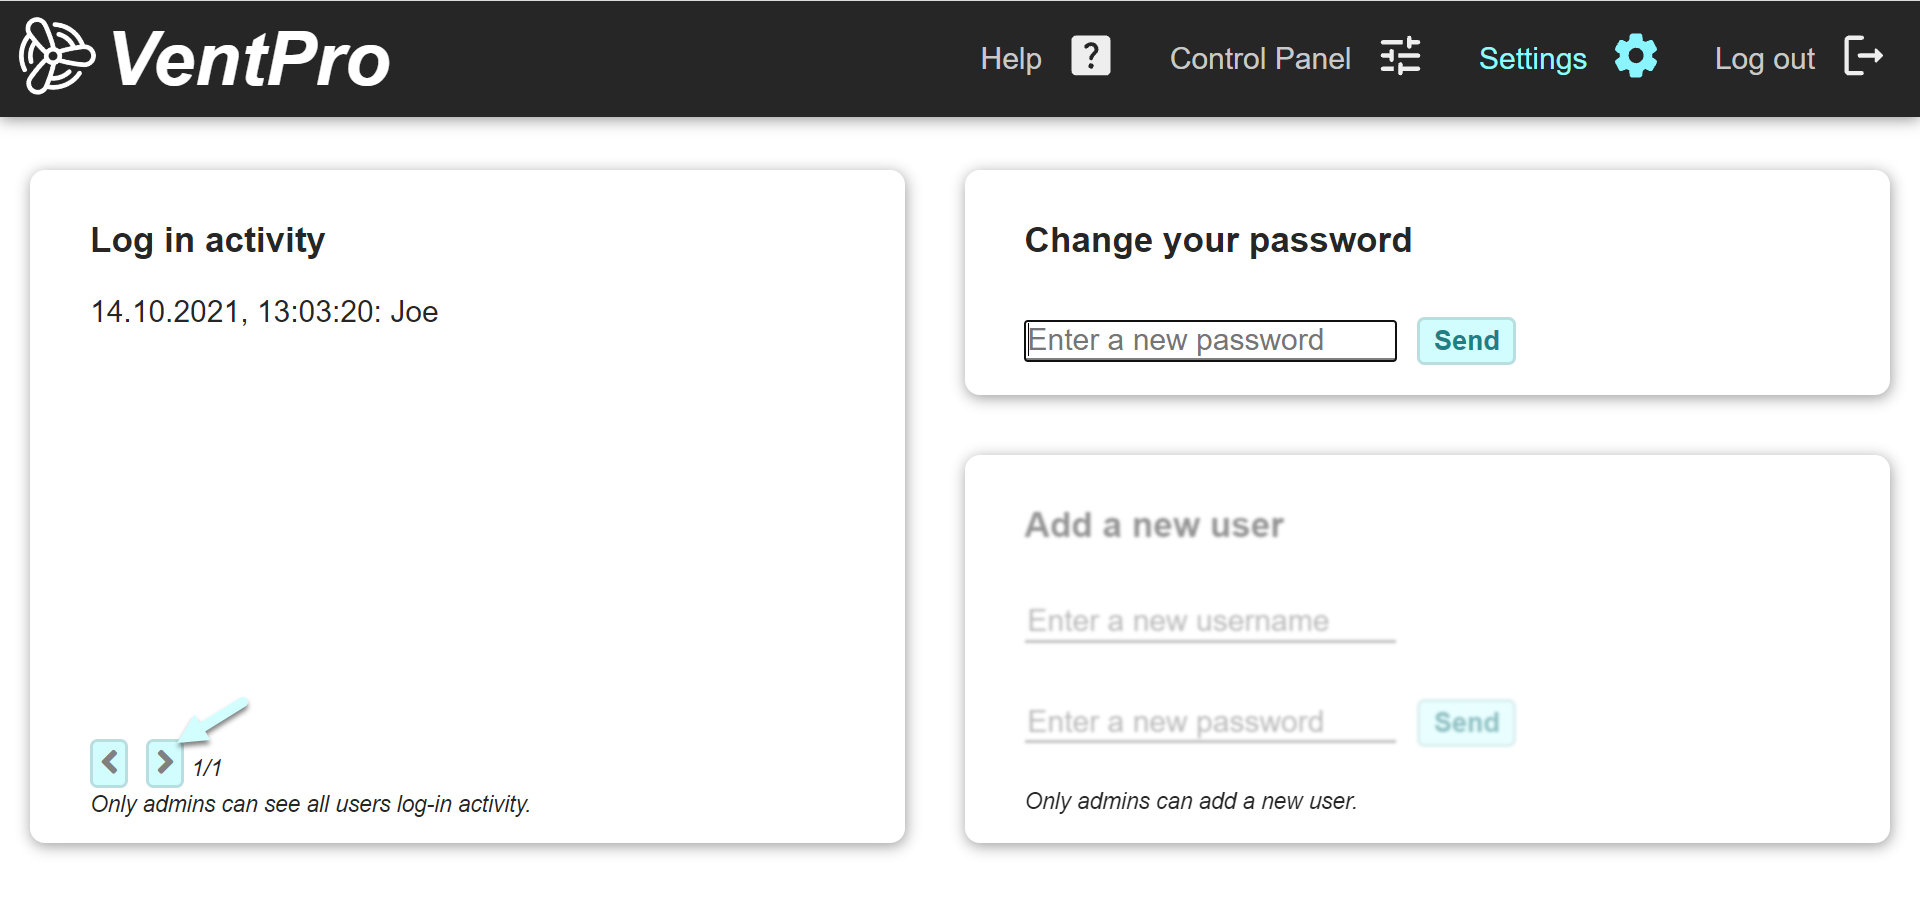 VentPro
Help ?
Control Panel
Settings
Log out
Log in activity
14.10.2021, 13:03:20: Joe
1/1
Only admins can see all users log-in activity.
Change your password
Enter a new password
Send
Add a new user
Enter a new username
Enter a new password
Send
Only admins can add a new user.